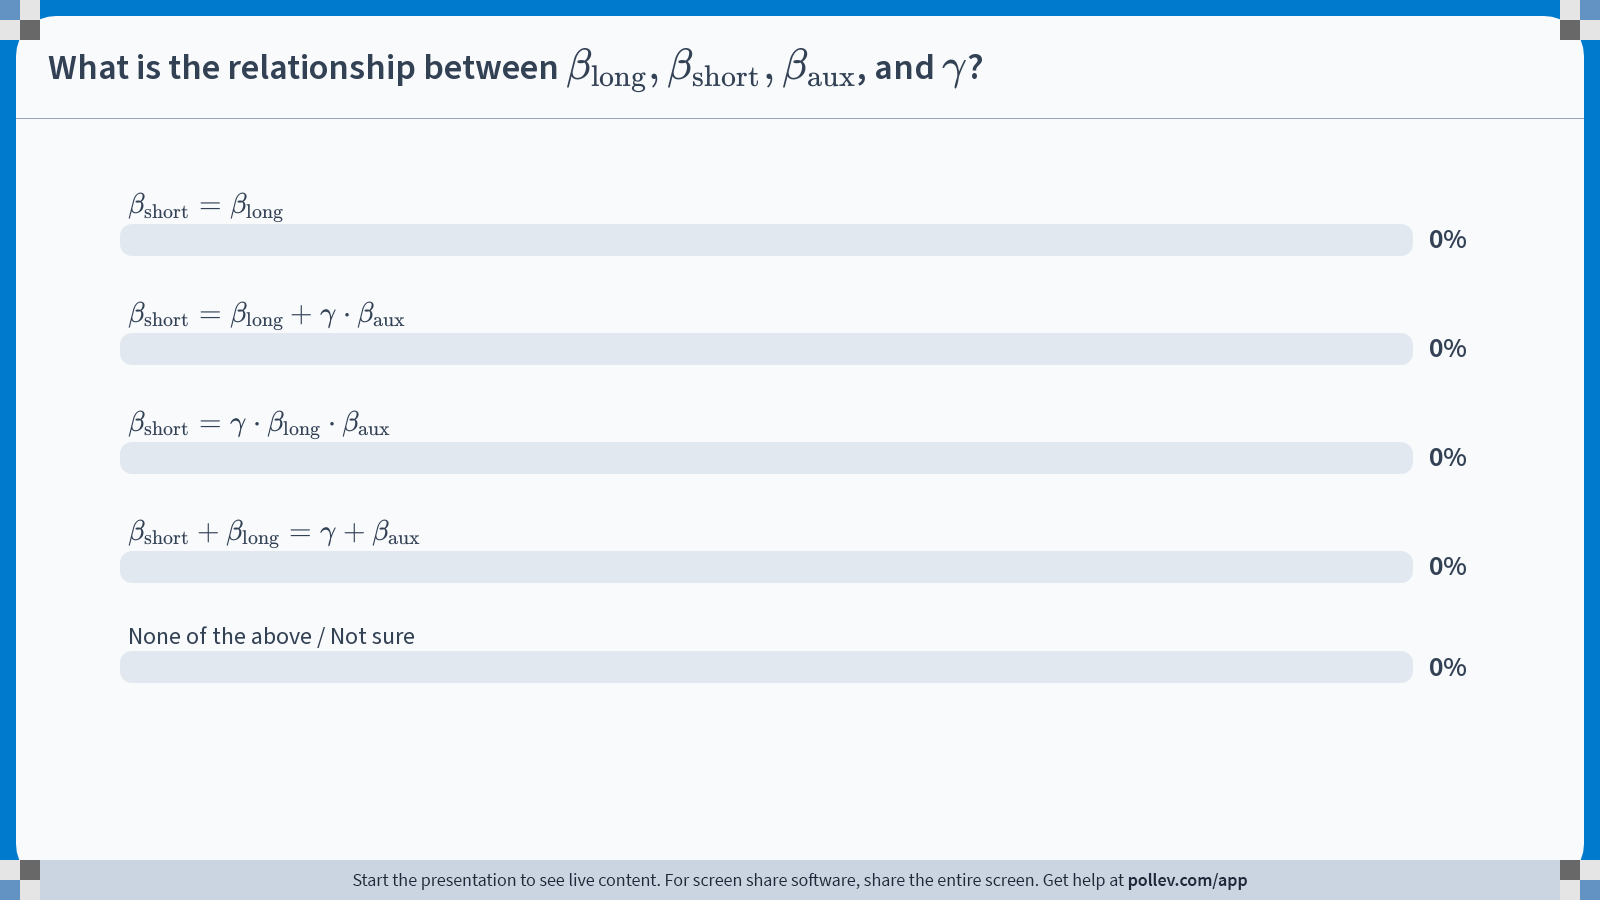 What is the relationship between β_long, β_short, β_aux, and γ?
β_short = β_long
0%
β_short = β_long + γ · β_aux
0%
β_short = γ · β_long · β_aux
0%
β_short + β_long = γ + β_aux
0%
None of the above / Not sure
0%
Start the presentation to see live content. For screen share software, share the entire screen. Get help at pollev.com/app